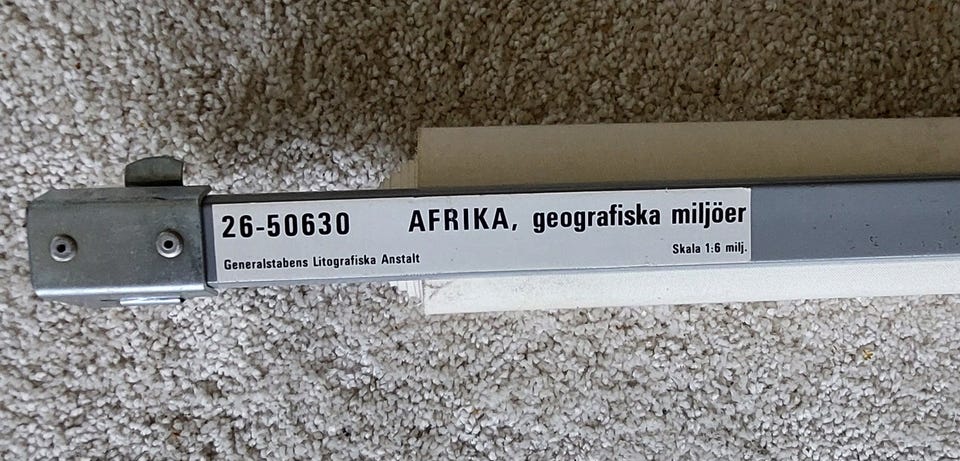 26-50630 AFRIKA, geografiska miljöer
Generalstabens Litografiska Anstalt Skala 1:6 milj.